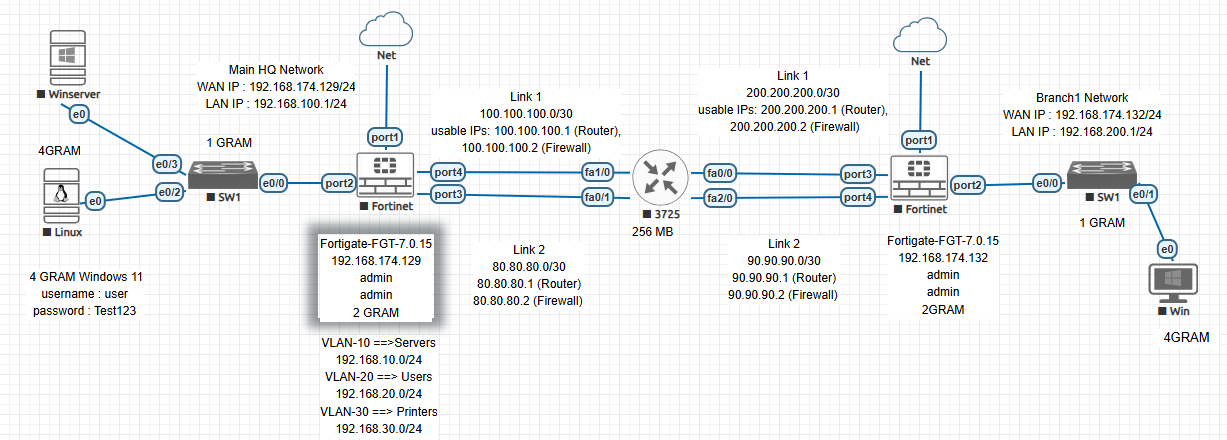 Net
Net
Main HQ Network
WAN IP : 192.168.174.129/24
LAN IP : 192.168.100.1/24
Winserver
e0
4GRAM
1 GRAM
e0/3
e0/2
e0/0
SW1
e0
Linux
port1
port2
port4
port3
Fortinet
Link 1
100.100.100.0/30
usable IPs: 100.100.100.1 (Router),
100.100.100.2 (Firewall)
fa1/0
fa0/1
fa0/0
fa2/0
3725
256 MB
Link 1
200.200.200.0/30
usable IPs: 200.200.200.1 (Router),
200.200.200.2 (Firewall)
port1
port3
port4
port2
Fortinet
Branch1 Network
WAN IP : 192.168.174.132/24
LAN IP : 192.168.200.1/24
e0/0
e0/1
SW1
1 GRAM
e0
Win
4GRAM
4 GRAM Windows 11
username : user
password : Test123
Fortigate-FGT-7.0.15
192.168.174.129
admin
admin
2 GRAM
Link 2
80.80.80.0/30
80.80.80.1 (Router)
80.80.80.2 (Firewall)
Link 2
90.90.90.0/30
90.90.90.1 (Router)
90.90.90.2 (Firewall)
Fortigate-FGT-7.0.15
192.168.174.132
admin
admin
2GRAM
VLAN-10 ==>Servers
192.168.10.0/24
VLAN-20 ==> Users
192.168.20.0/24
VLAN-30 ==> Printers
192.168.30.0/24